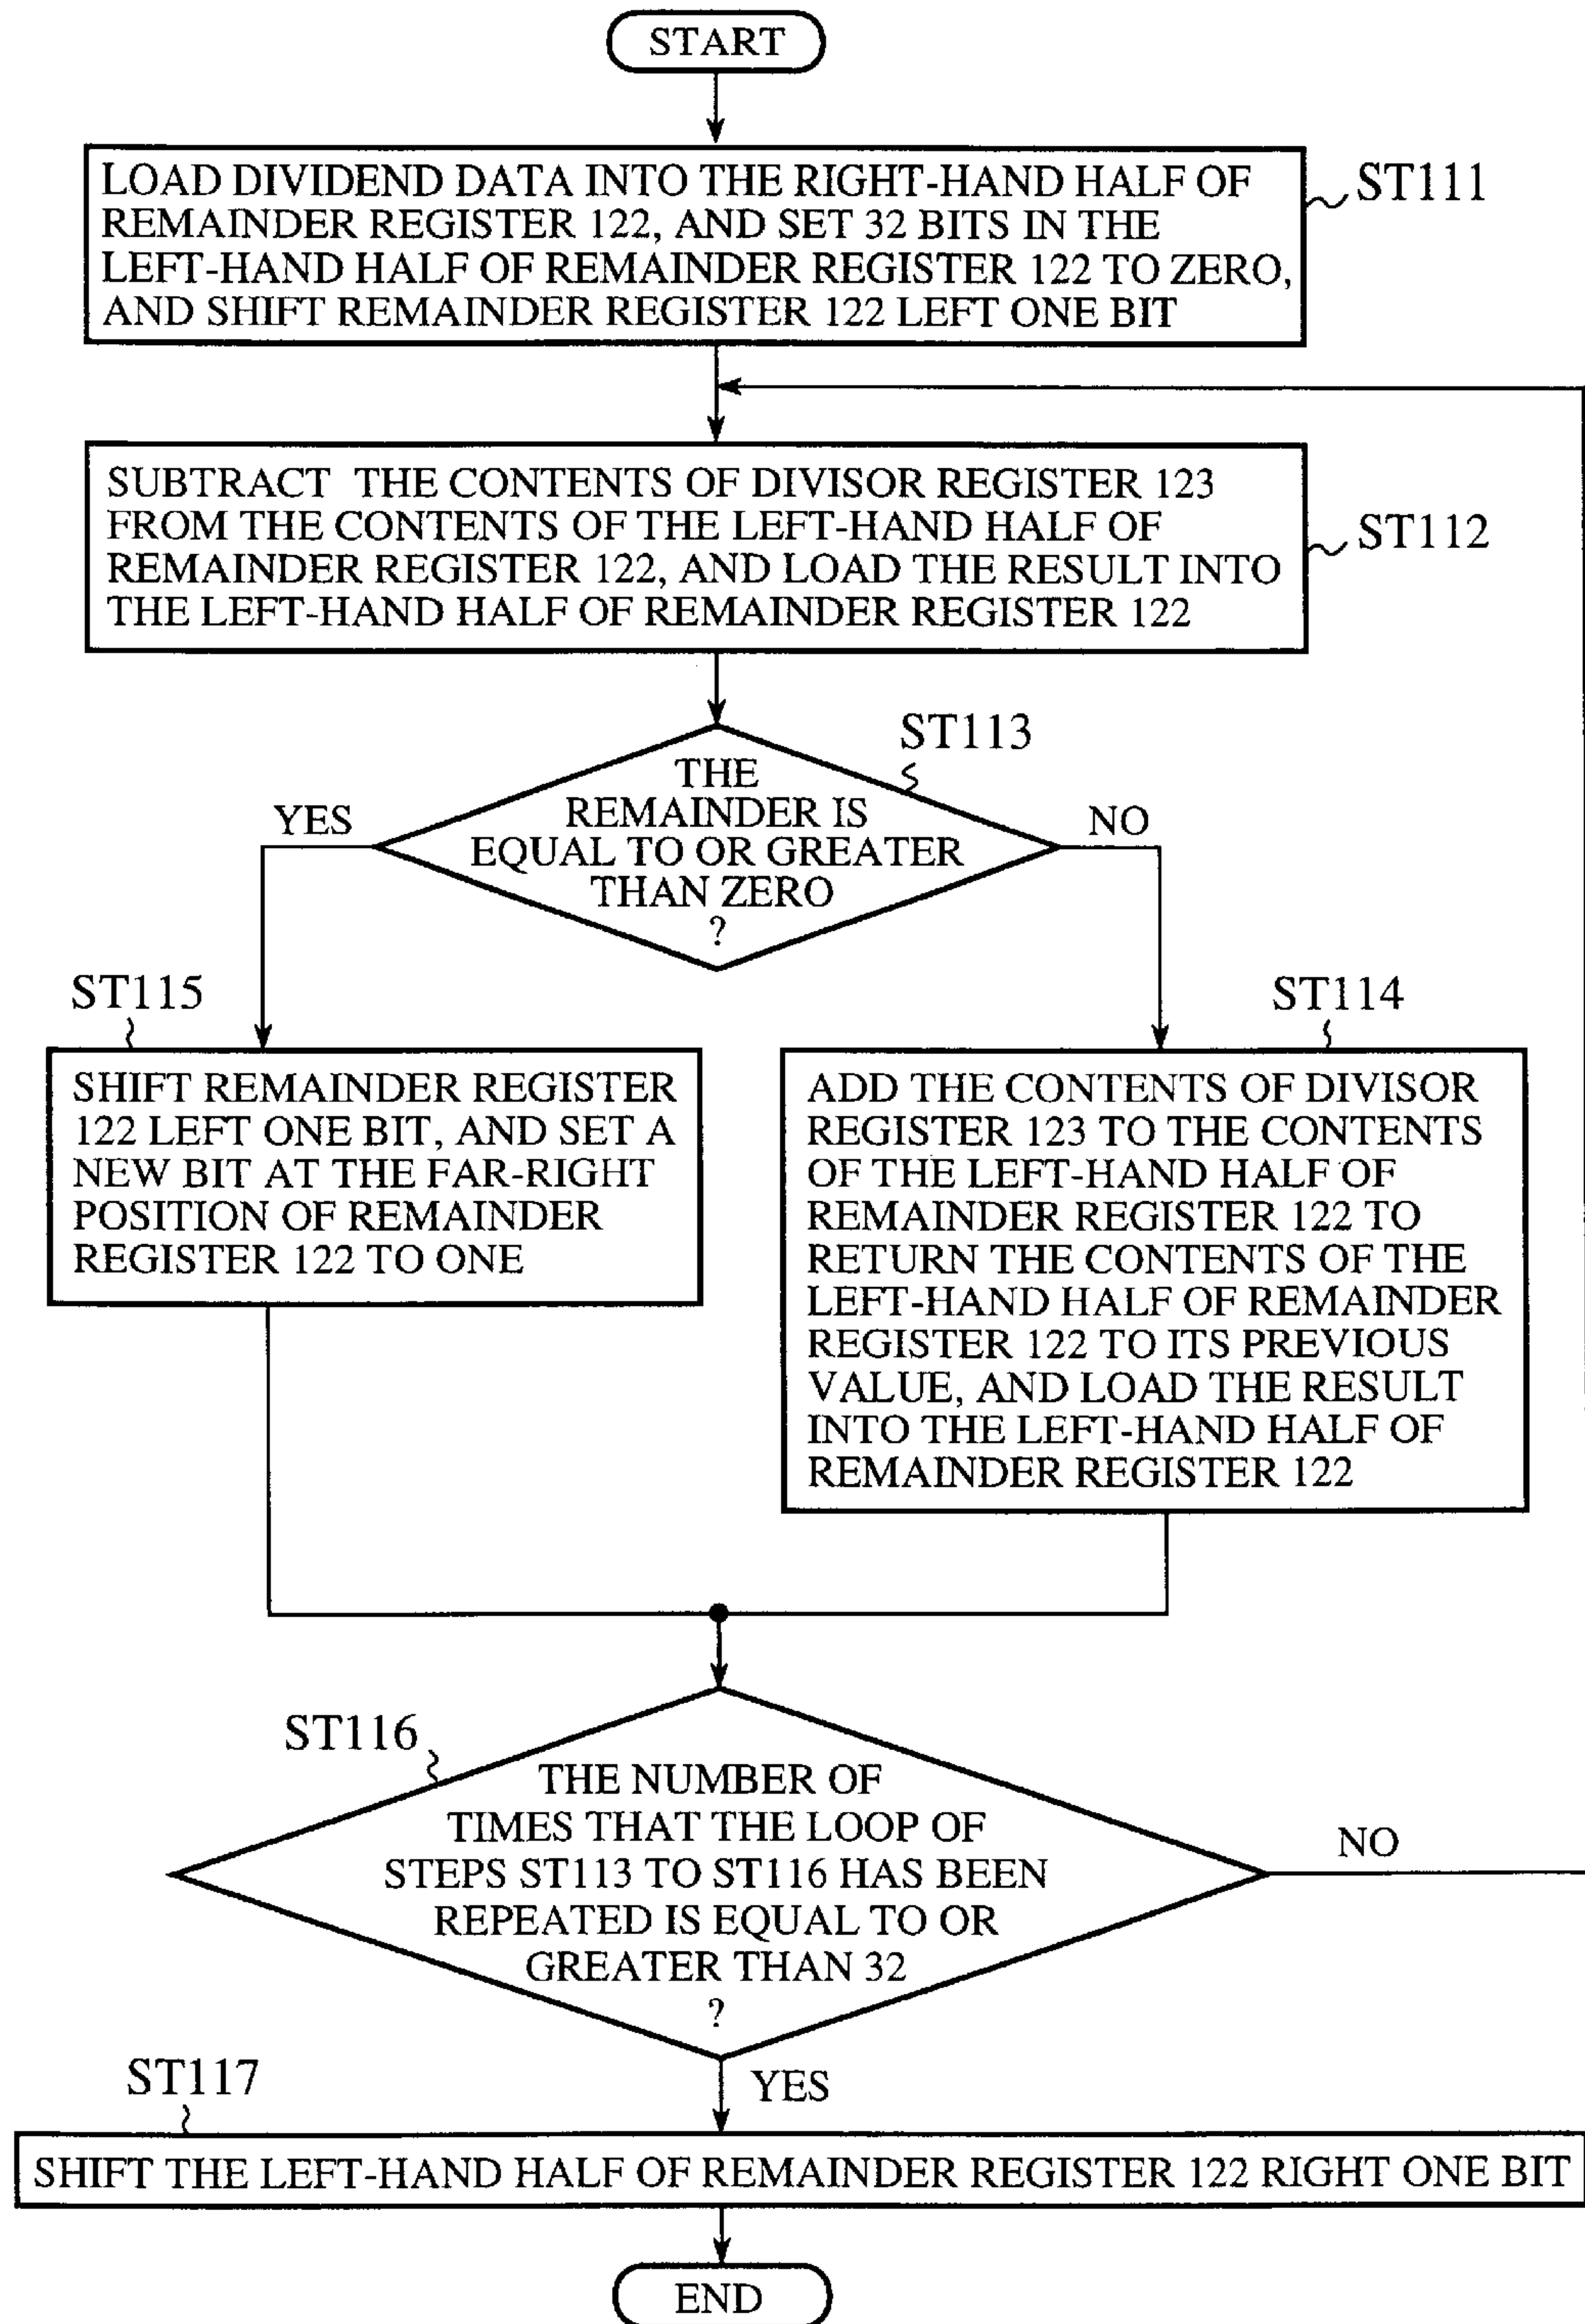 START
LOAD DIVIDEND DATA INTO THE RIGHT-HAND HALF OF
REMAINDER REGISTER 122, AND SET 32 BITS IN THE
LEFT-HAND HALF OF REMAINDER REGISTER 122 TO ZERO,
AND SHIFT REMAINDER REGISTER 122 LEFT ONE BIT
ST111
SUBTRACT THE CONTENTS OF DIVISOR REGISTER 123
FROM THE CONTENTS OF THE LEFT-HAND HALF OF
REMAINDER REGISTER 122, AND LOAD THE RESULT INTO
THE LEFT-HAND HALF OF REMAINDER REGISTER 122
ST112
ST113
THE
REMAINDER IS
EQUAL TO OR GREATER
THAN ZERO
?
YES
NO
ST115
SHIFT REMAINDER REGISTER
122 LEFT ONE BIT, AND SET A
NEW BIT AT THE FAR-RIGHT
POSITION OF REMAINDER
REGISTER 122 TO ONE
ST114
ADD THE CONTENTS OF DIVISOR
REGISTER 123 TO THE CONTENTS
OF THE LEFT-HAND HALF OF
REMAINDER REGISTER 122 TO
RETURN THE CONTENTS OF THE
LEFT-HAND HALF OF REMAINDER
REGISTER 122 TO ITS PREVIOUS
VALUE, AND LOAD THE RESULT
INTO THE LEFT-HAND HALF OF
REMAINDER REGISTER 122
ST116
THE NUMBER OF
TIMES THAT THE LOOP OF
STEPS ST113 TO ST116 HAS BEEN
REPEATED IS EQUAL TO OR
GREATER THAN 32
?
NO
YES
ST117
SHIFT THE LEFT-HAND HALF OF REMAINDER REGISTER 122 RIGHT ONE BIT
END